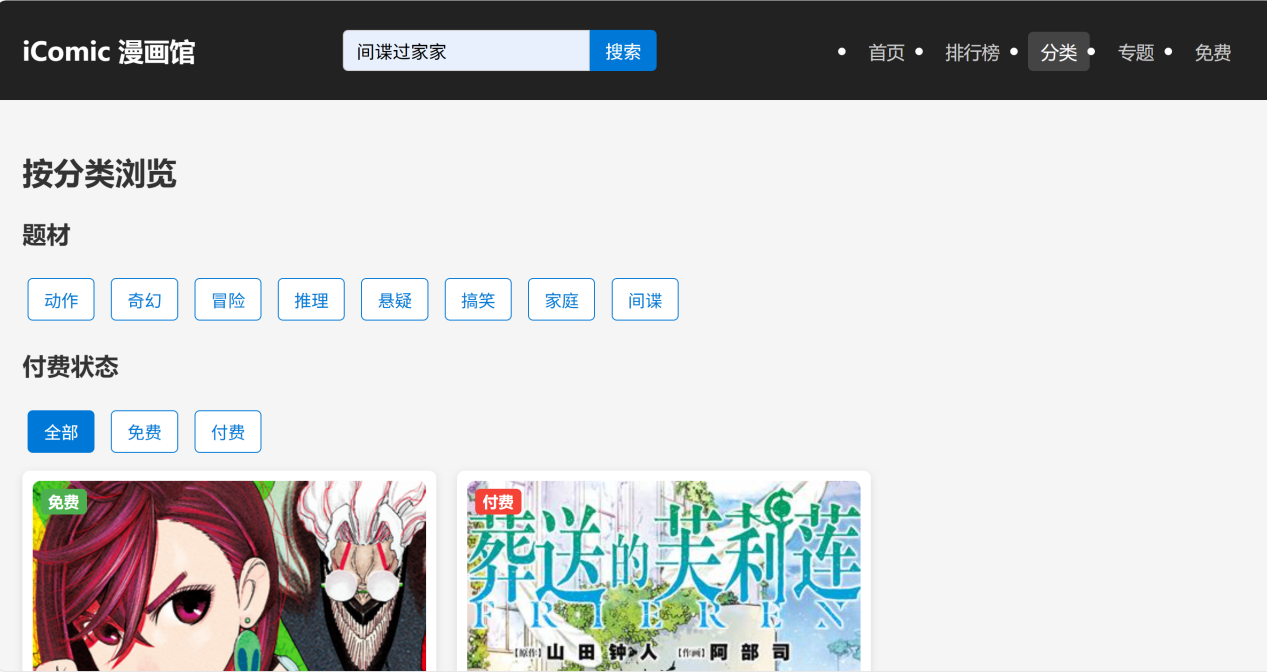 iComic 漫画馆 间谍过家家 搜索 • 首页 • 排行榜 • 分类 • 专题 • 免费
按分类浏览
题材
动作 奇幻 冒险 推理 悬疑 搞笑 家庭 间谍
付费状态
全部 免费 付费
免费
付费
葬送的芙利莲
FRIEREN
【原作】山田钟人 【作画】阿部司